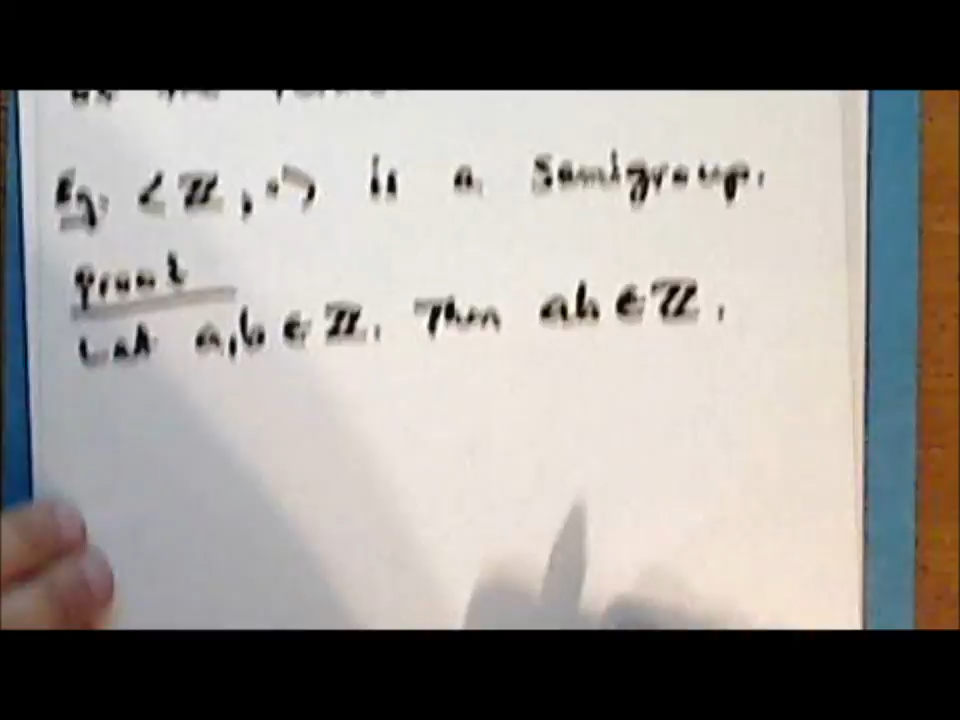 Eg. < ℤ, · > is a semigroup.
proof
Let a, b ∈ ℤ. Then ab ∈ ℤ.